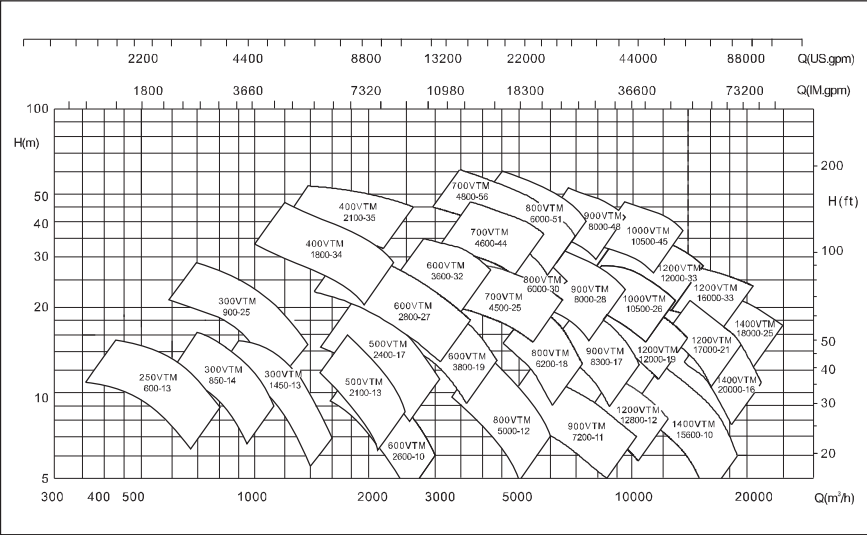 2200 4400 8800 13200 22000 44000 88000 Q(US.gpm)
1800 3660 7320 10980 18300 36600 73200 Q(IM.gpm)
100
H(m)
200
700VTM
4800-56
50
400VTM
2100-35
800VTM
6000-51
900VTM
8000-48
H(ft)
40
400VTM
1800-34
700VTM
4600-44
1000VTM
10500-45
100
30
600VTM
3600-32
800VTM
6000-30
900VTM
8000-28
1200VTM
12000-33
1200VTM
16000-33
20
300VTM
900-25
600VTM
2800-27
700VTM
4500-25
1000VTM
10500-26
1400VTM
18000-25
50
500VTM
2400-17
600VTM
3800-19
800VTM
6200-18
900VTM
8300-17
1200VTM
12000-19
1200VTM
17000-21
40
250VTM
600-13
300VTM
850-14
300VTM
1450-13
500VTM
2100-13
1400VTM
20000-16
10
30
800VTM
5000-12
900VTM
7200-11
1200VTM
12800-12
1400VTM
15600-10
600VTM
2600-10
20
5
300 400 500 1000 2000 3000 5000 10000 20000 Q(m³/h)